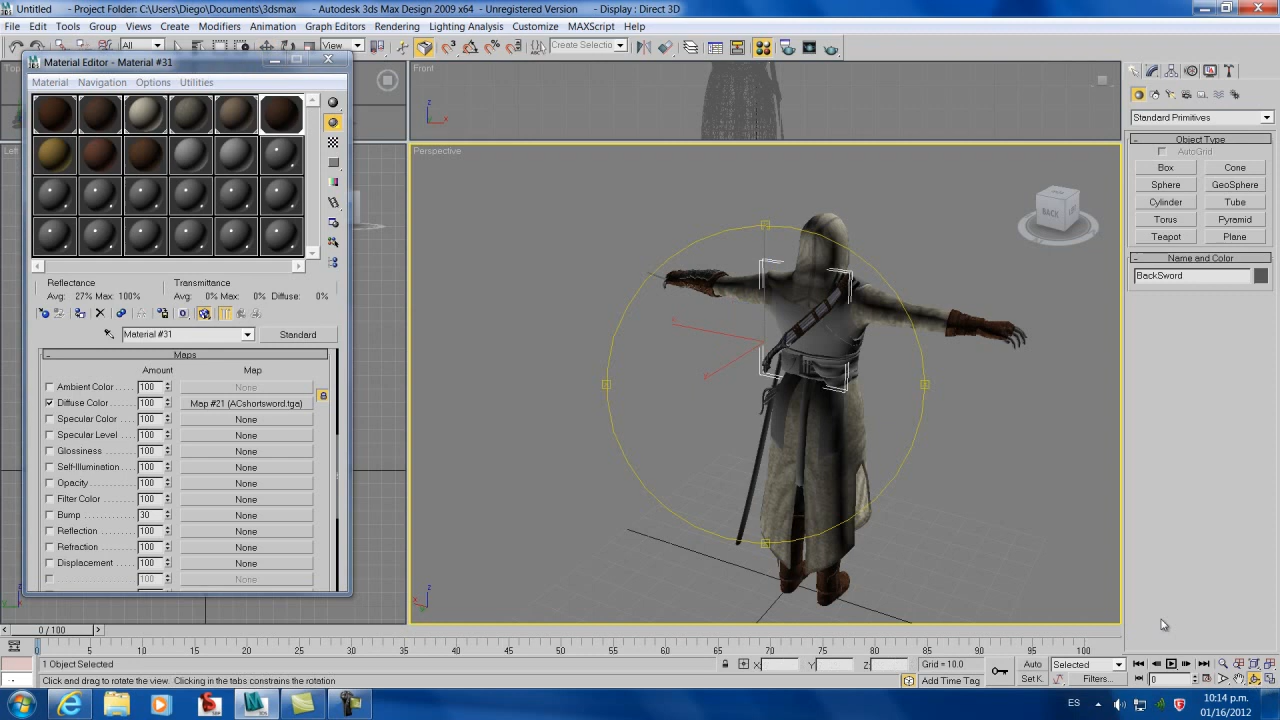 Untitled - Project Folder: C:\Users\Diego\Documents\3dsmax - Autodesk 3ds Max Design 2009 x64 - Unregistered Version - Display : Direct 3D
File Edit Tools Group Views Create Modifiers Animation Graph Editors Rendering Lighting Analysis Customize MAXScript Help
All View Create Selectio
Material Editor - Material #31
Material Navigation Options Utilities
Reflectance Transmittance
Avg: 27% Max: 100% Avg: 0% Max: 0% Diffuse: 0%
Material #31 Standard
Maps
Amount Map
Ambient Color 100 None
Diffuse Color 100 Map #21 (ACshortsword.tga)
Specular Color 100 None
Specular Level 100 None
Glossiness 100 None
Self-Illumination 100 None
Opacity 100 None
Filter Color 100 None
Bump 30 None
Reflection 100 None
Refraction 100 None
Displacement 100 None
100 None
Top
Left
Front
z x
Perspective
BACK
x y
z x
Standard Primitives
Object Type
AutoGrid
Box Cone
Sphere GeoSphere
Cylinder Tube
Torus Pyramid
Teapot Plane
Name and Color
BackSword
0 / 100
0 5 10 15 20 25 30 35 40 45 50 55 60 65 70 75 80 85 90 95 100
1 Object Selected X: Y: Z: Grid = 10.0 Auto Selected
Click and drag to rotate the view. Clicking in the tabs constrains the rotation Add Time Tag Set K. Filters... 0
ES 10:14 p.m.
01/16/2012